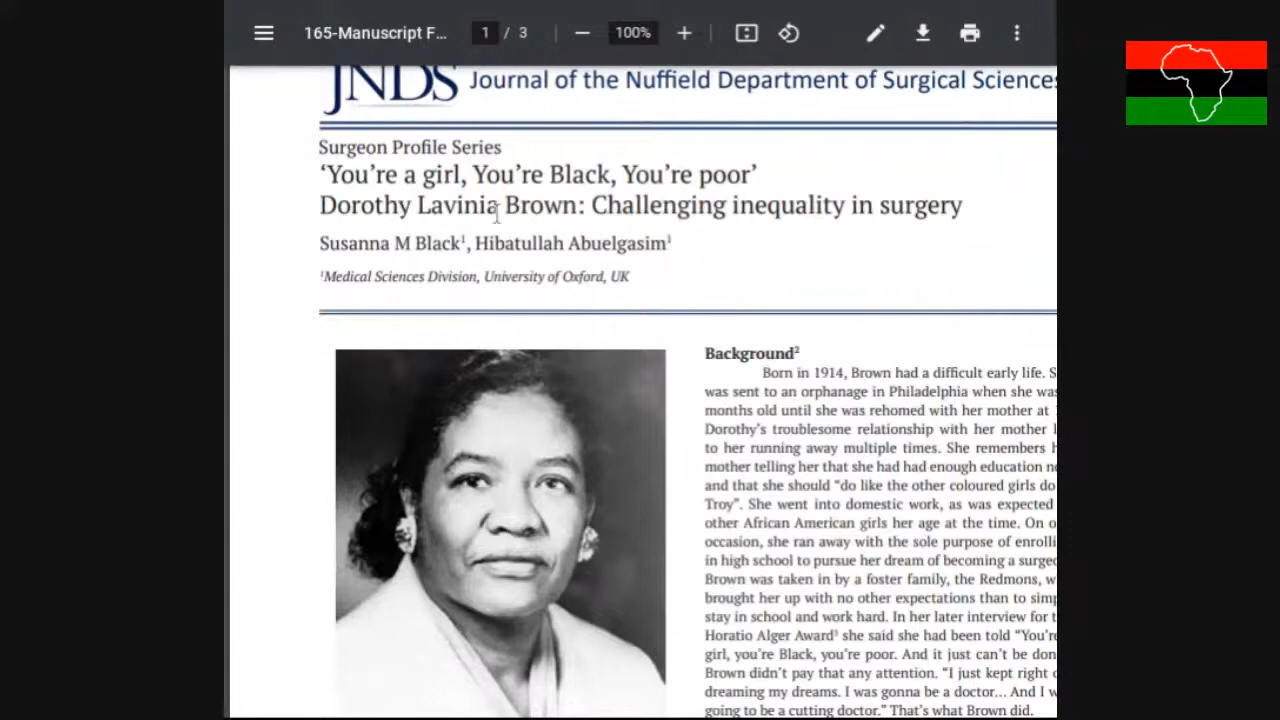 165-Manuscript F...
1 / 3
100%
JNDS Journal of the Nuffield Department of Surgical Sciences
Surgeon Profile Series
‘You’re a girl, You’re Black, You’re poor’
Dorothy Lavinia Brown: Challenging inequality in surgery
Susanna M Black¹, Hibatullah Abuelgasim¹
¹Medical Sciences Division, University of Oxford, UK
Background²
Born in 1914, Brown had a difficult early life. S
was sent to an orphanage in Philadelphia when she was
months old until she was rehomed with her mother at
Dorothy’s troublesome relationship with her mother l
to her running away multiple times. She remembers h
mother telling her that she had had enough education n
and that she should “do like the other coloured girls do
Troy”. She went into domestic work, as was expected
other African American girls her age at the time. On o
occasion, she ran away with the sole purpose of enrolli
in high school to pursue her dream of becoming a surge
Brown was taken in by a foster family, the Redmons, w
brought her up with no other expectations than to simp
stay in school and work hard. In her later interview for t
Horatio Alger Award³ she said she had been told “You’re
girl, you’re Black, you’re poor. And it just can’t be don
Brown didn’t pay that any attention. “I just kept right o
dreaming my dreams. I was gonna be a doctor... And I w
going to be a cutting doctor.” That’s what Brown did.